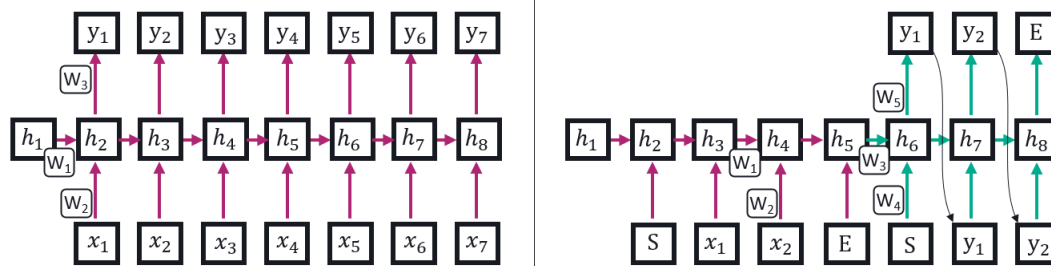 y₁ y₂ y₃ y₄ y₅ y₆ y₇
W₃
h₁ h₂ h₃ h₄ h₅ h₆ h₇ h₈
W₁
W₂
x₁ x₂ x₃ x₄ x₅ x₆ x₇
y₁ y₂ E
W₅
h₁ h₂ h₃ h₄ h₅ h₆ h₇ h₈
W₁ W₃
W₂ W₄
S x₁ x₂ E S y₁ y₂